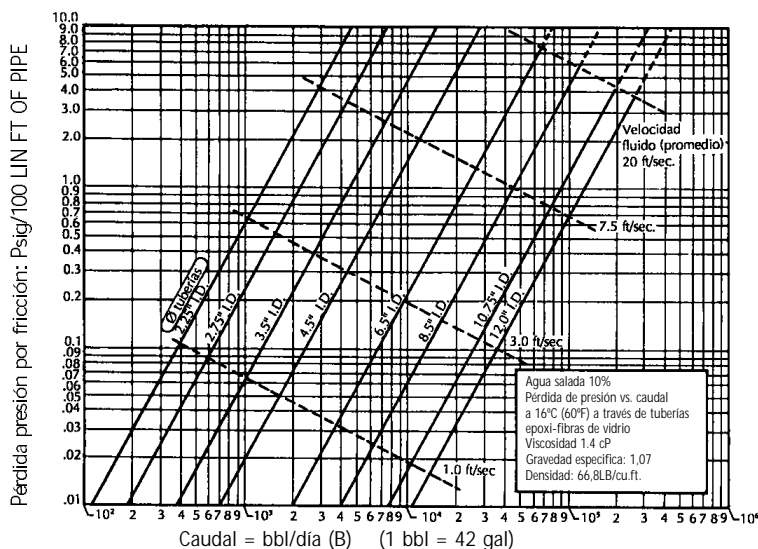 Pérdida presión por fricción: Psig/100 LIN FT OF PIPE
10.0
9.0
8.0
7.0
6.0
5.0
4.0
3.0
2.0
1.0
0.9
0.8
0.7
0.6
0.5
0.4
0.3
0.2
0.1
.09
.08
.07
.06
.05
.04
.03
.02
.01
Velocidad
fluido (promedio)
20 ft/sec.
7.5 ft/sec.
3.0 ft/sec
1.0 ft/sec
Ø tuberías
2.25" I.D.
2.75" I.D.
3.5" I.D.
4.5" I.D.
6.5" I.D.
8.5" I.D.
10.75" I.D.
12.0" I.D.
Agua salada 10%
Pérdida de presión vs. caudal
a 16ºC (60ºF) a través de tuberías
epoxi-fibras de vidrio
Viscosidad 1.4 cP
Gravedad especifica: 1,07
Densidad: 66,8LB/cu.ft.
10² 2 3 4 5 6 7 8 9 10³ 2 3 4 5 6 7 8 9 10⁴ 2 3 4 5 6 7 8 9 10⁵ 2 3 4 5 6 7 8 9 10⁶
Caudal = bbl/día (B) (1 bbl = 42 gal)